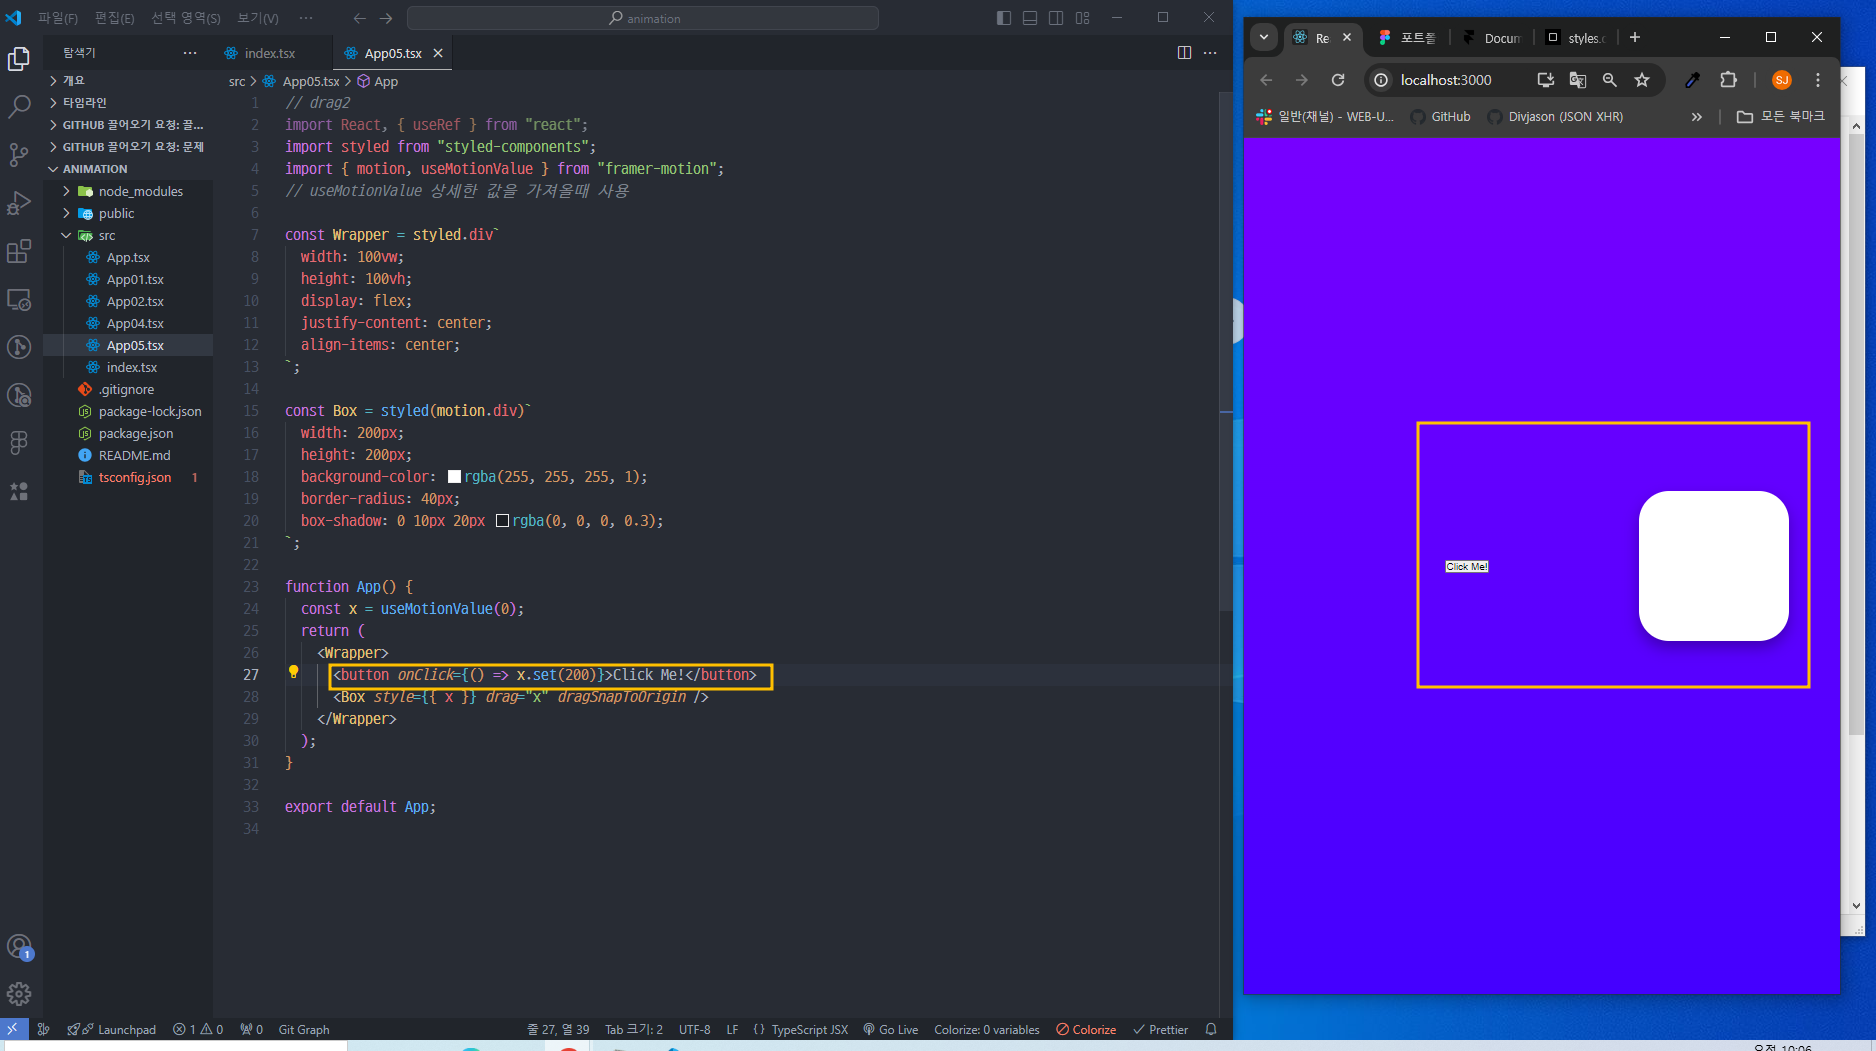 파일(F) 편집(E) 선택 영역(S) 보기(V) ··· animation
탐색기 ···
개요
타임라인
GITHUB 끌어오기 요청: 끌...
GITHUB 끌어오기 요청: 문제
ANIMATION
node_modules
public
src
App.tsx
App01.tsx
App02.tsx
App04.tsx
App05.tsx
index.tsx
.gitignore
package-lock.json
package.json
README.md
tsconfig.json 1
index.tsx App05.tsx
src > App05.tsx > App
1 // drag2
2 import React, { useRef } from "react";
3 import styled from "styled-components";
4 import { motion, useMotionValue } from "framer-motion";
5 // useMotionValue 상세한 값을 가져올때 사용
6
7 const Wrapper = styled.div`
8 width: 100vw;
9 height: 100vh;
10 display: flex;
11 justify-content: center;
12 align-items: center;
13 `;
14
15 const Box = styled(motion.div)`
16 width: 200px;
17 height: 200px;
18 background-color: rgba(255, 255, 255, 1);
19 border-radius: 40px;
20 box-shadow: 0 10px 20px rgba(0, 0, 0, 0.3);
21 `;
22
23 function App() {
24 const x = useMotionValue(0);
25 return (
26 <Wrapper>
27 <button onClick={() => x.set(200)}>Click Me!</button>
28 <Box style={{ x }} drag="x" dragSnapToOrigin />
29 </Wrapper>
30 );
31 }
32
33 export default App;
34
1
Launchpad 1 0 0 Git Graph 줄 27, 열 39 Tab 크기: 2 UTF-8 LF {} TypeScript JSX Go Live Colorize: 0 variables Colorize Prettier
Re 포트폴 Docum styles.c
localhost:3000 SJ
일반(채널) - WEB-U... GitHub Divjason (JSON XHR) » 모든 북마크
Click Me!
오전 10:06